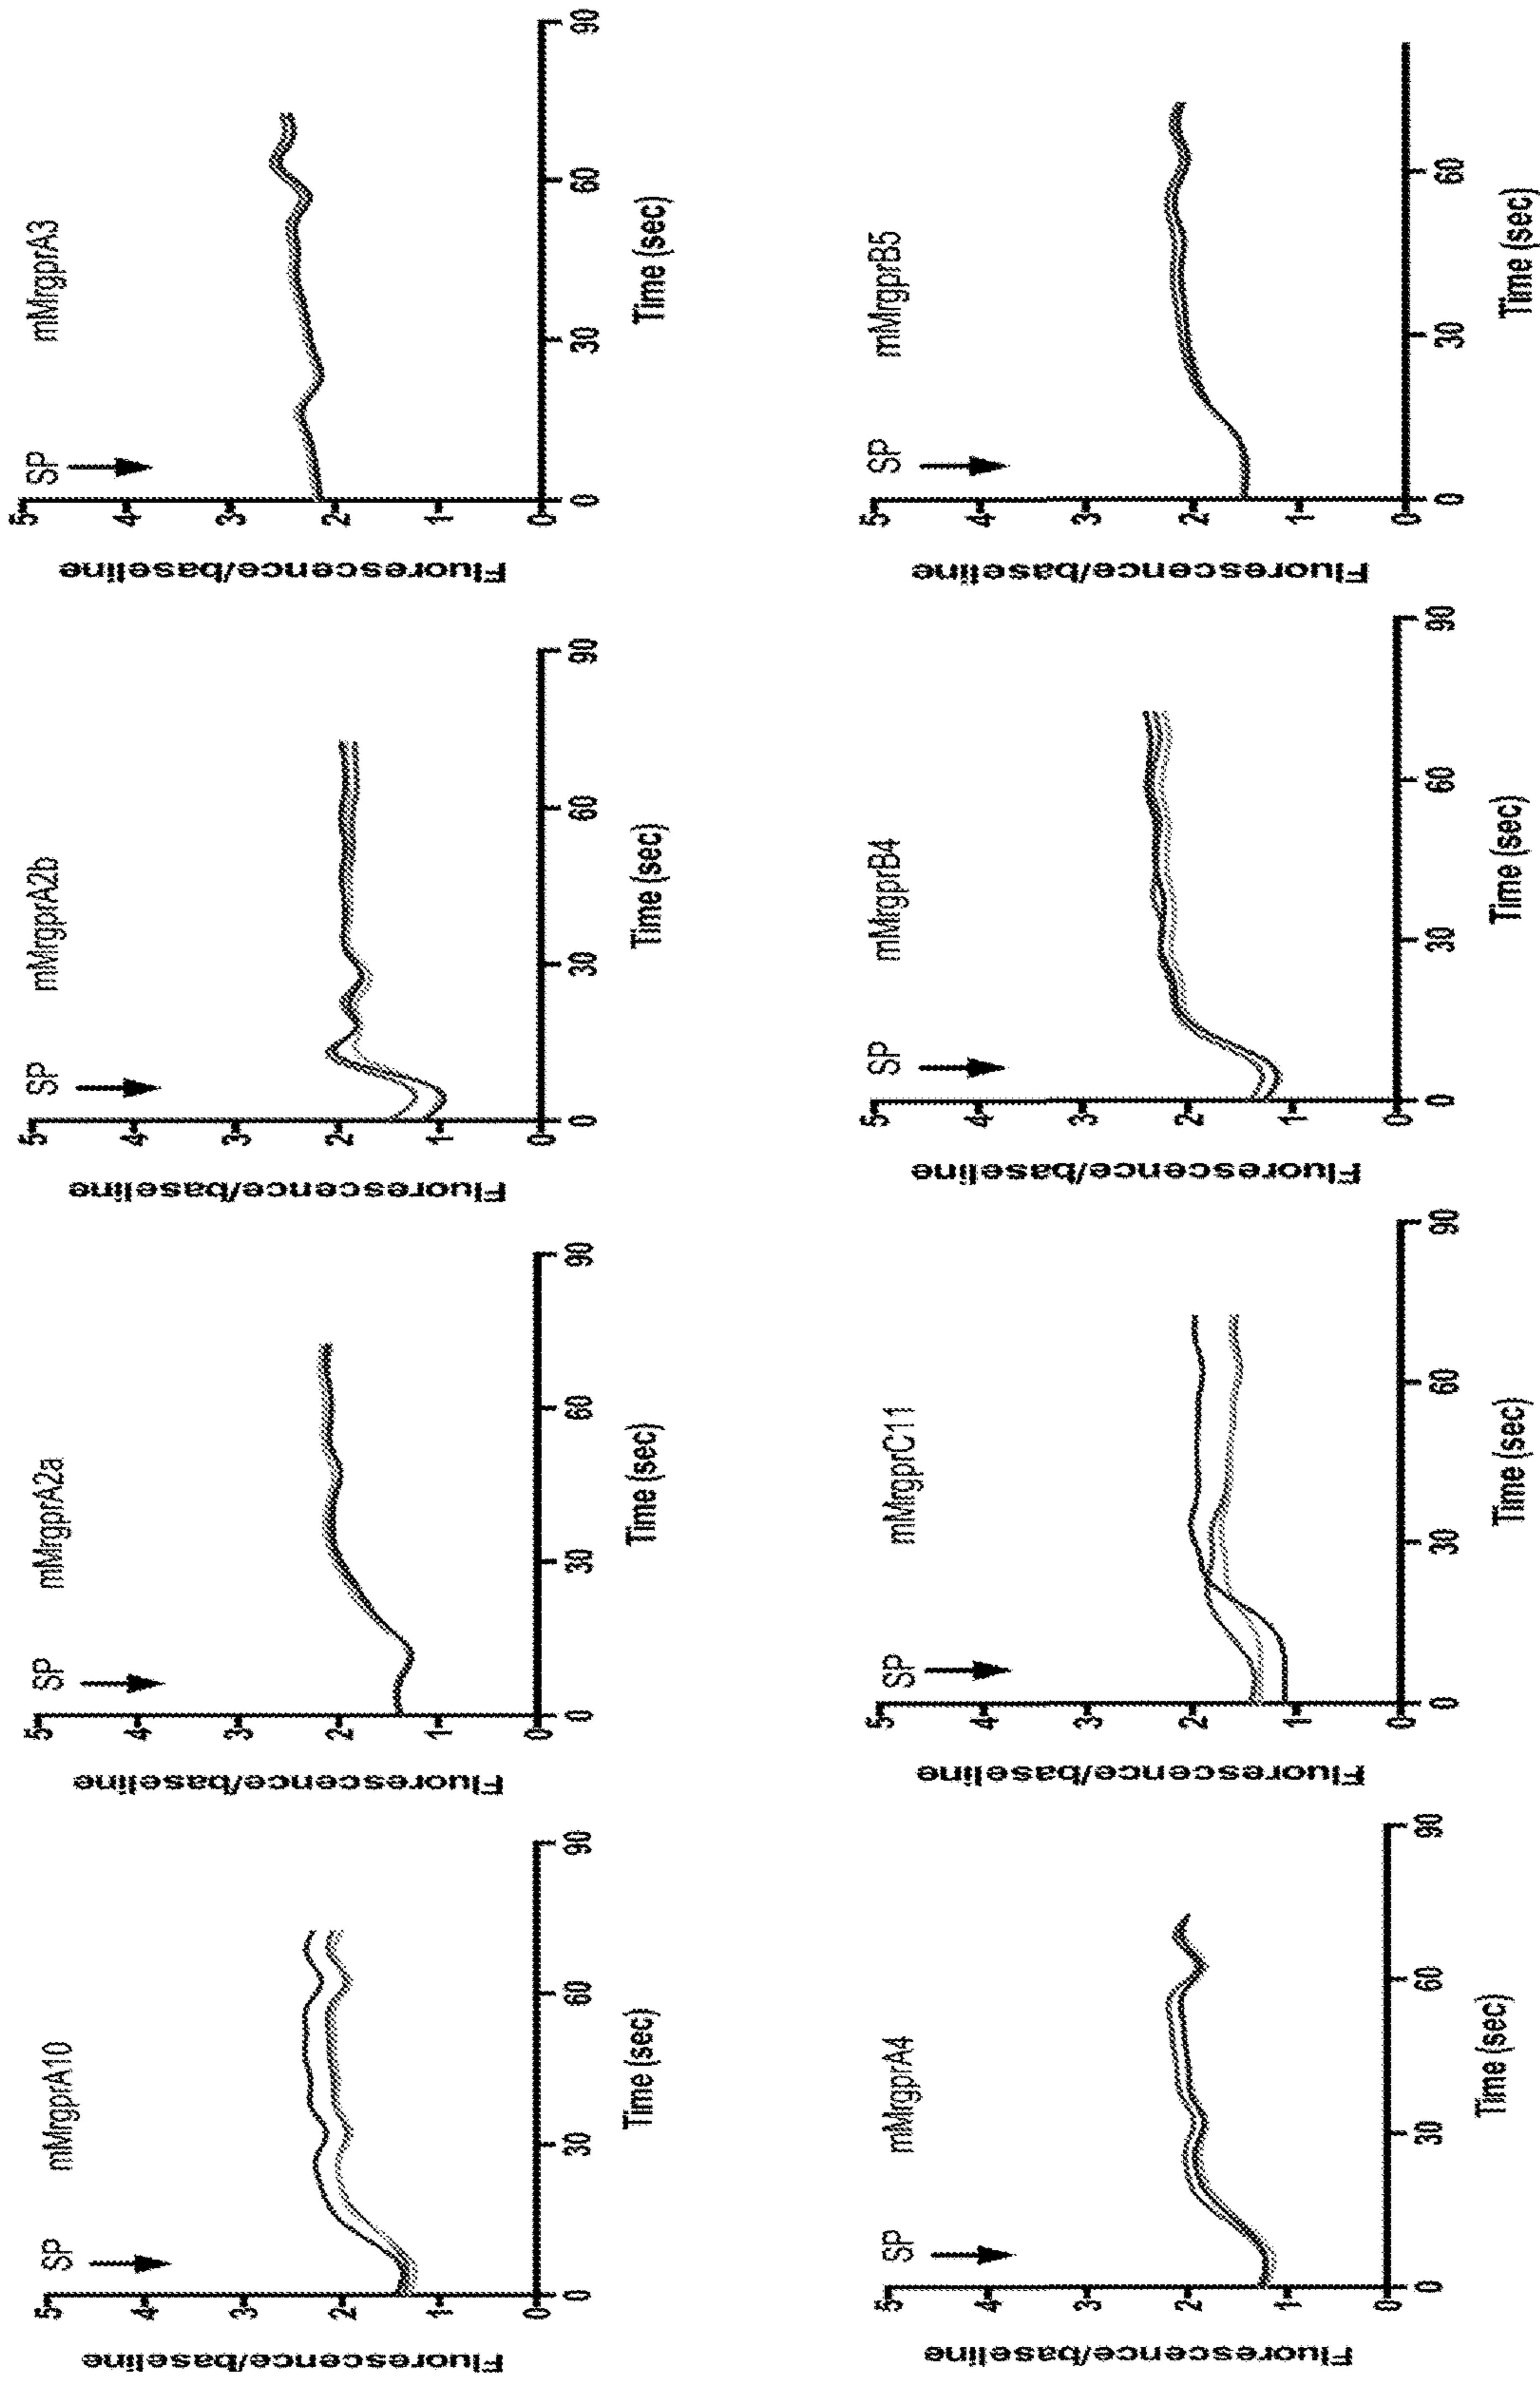 mMrgprA10
SP
Fluorescence/baseline
5
4
3
2
1
0
0
30
60
90
Time (sec)
mMrgprA2a
SP
Fluorescence/baseline
5
4
3
2
1
0
0
30
60
90
Time (sec)
mMrgprA2b
SP
Fluorescence/baseline
5
4
3
2
1
0
0
30
60
90
Time (sec)
mMrgprA3
SP
Fluorescence/baseline
5
4
3
2
1
0
0
30
60
90
Time (sec)
mMrgprA4
SP
Fluorescence/baseline
5
4
3
2
1
0
0
30
60
90
Time (sec)
mMrgprC11
SP
Fluorescence/baseline
5
4
3
2
1
0
0
30
60
90
Time (sec)
mMrgprB4
SP
Fluorescence/baseline
5
4
3
2
1
0
0
30
60
90
Time (sec)
mMrgprB5
SP
Fluorescence/baseline
5
4
3
2
1
0
0
30
60
Time (sec)